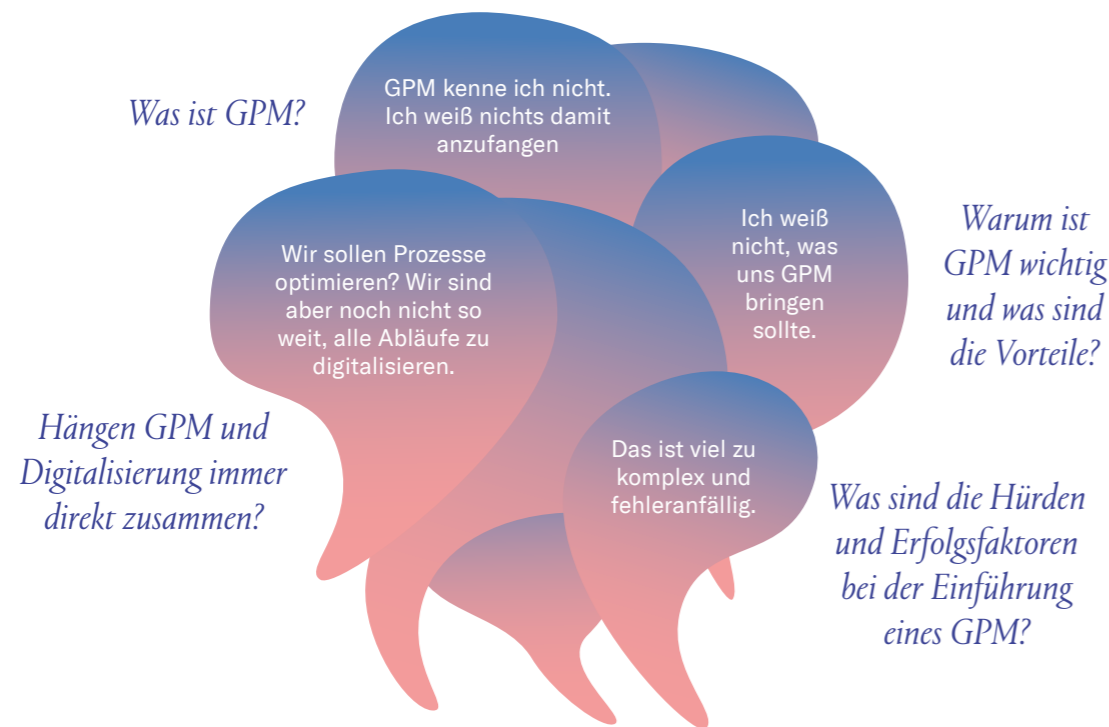 Was ist GPM?
GPM kenne ich nicht.
Ich weiß nichts damit
anzufangen
Wir sollen Prozesse
optimieren? Wir sind
aber noch nicht so
weit, alle Abläufe zu
digitalisieren.
Ich weiß
nicht, was
uns GPM
bringen
sollte.
Warum ist
GPM wichtig
und was sind
die Vorteile?
Hängen GPM und
Digitalisierung immer
direkt zusammen?
Das ist viel zu
komplex und
fehleranfällig.
Was sind die Hürden
und Erfolgsfaktoren
bei der Einführung
eines GPM?